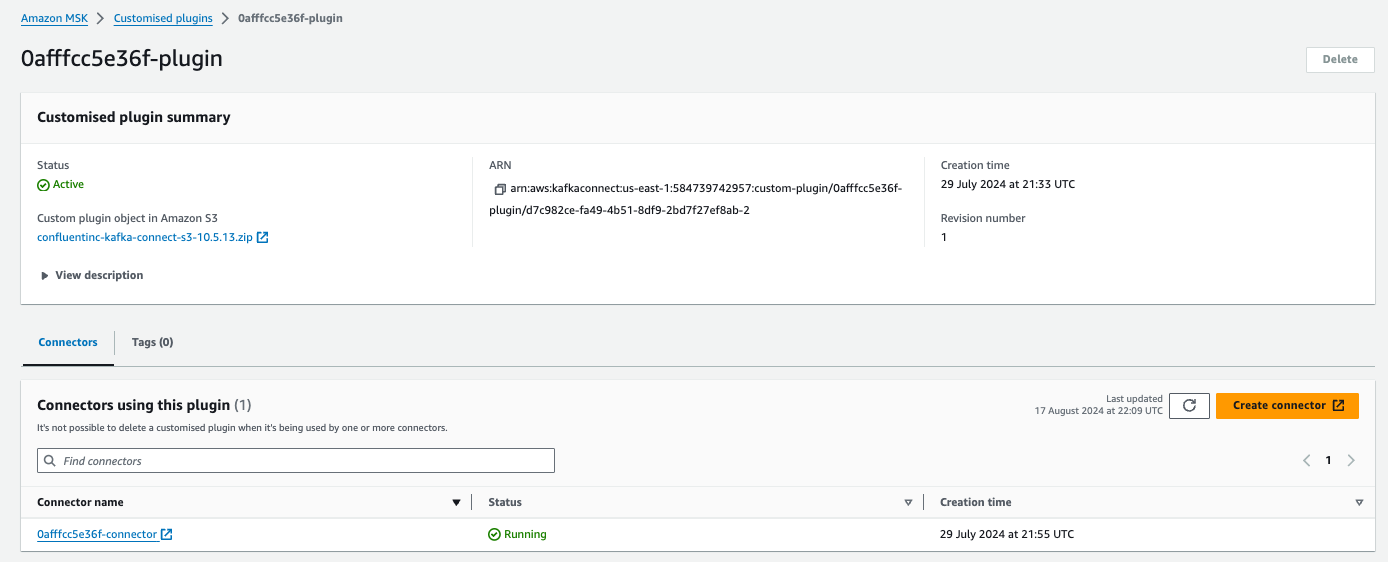 Amazon MSK > Customised plugins > 0afffcc5e36f-plugin
0afffcc5e36f-plugin
Delete
Customised plugin summary
Status
Active
Custom plugin object in Amazon S3
confluentinc-kafka-connect-s3-10.5.13.zip
View description
ARN
arn:aws:kafkaconnect:us-east-1:584739742957:custom-plugin/0afffcc5e36f-
plugin/d7c982ce-fa49-4b51-8df9-2bd7f27ef8ab-2
Creation time
29 July 2024 at 21:33 UTC
Revision number
1
Connectors
Tags (0)
Connectors using this plugin (1)
It's not possible to delete a customised plugin when it's being used by one or more connectors.
Last updated
17 August 2024 at 22:09 UTC
Create connector
Find connectors
1
Connector name
Status
Creation time
0afffcc5e36f-connector
Running
29 July 2024 at 21:55 UTC